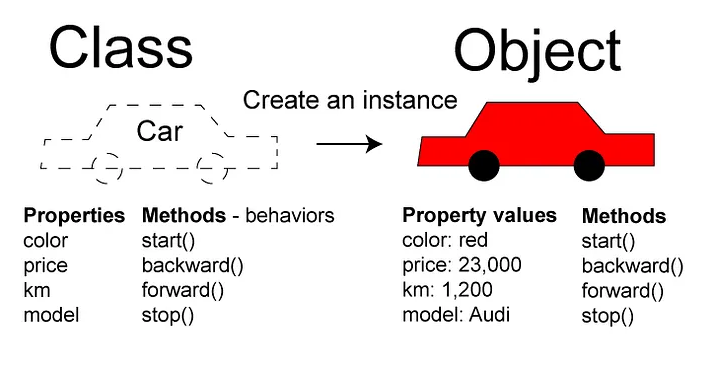 Class
Object
Create an instance
Car
Properties Methods - behaviors
color start()
price backward()
km forward()
model stop()
Property values Methods
color: red start()
price: 23,000 backward()
km: 1,200 forward()
model: Audi stop()